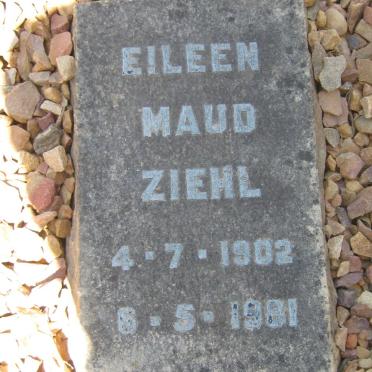 EILEEN
MAUD
ZIEHL
4·7·1902
6·5·1981